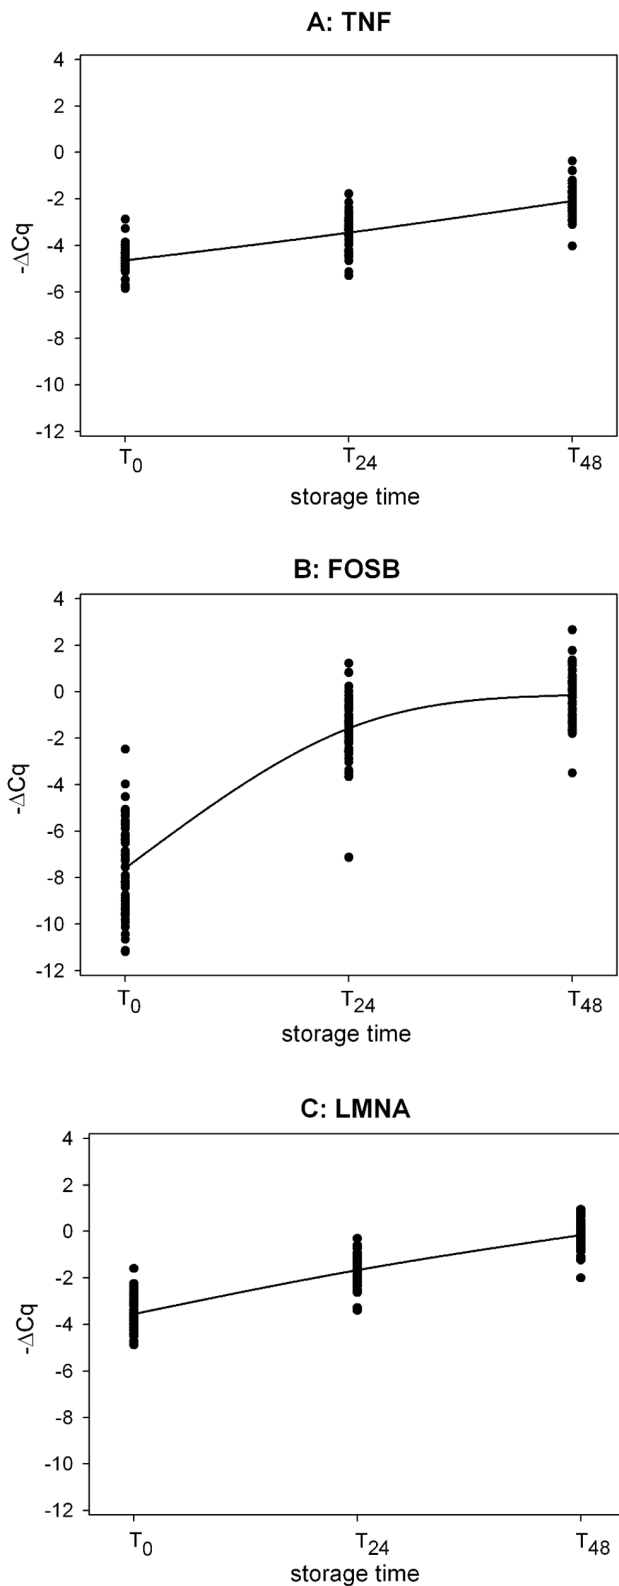 A: TNF
4
2
0
-2
-4
-6
-8
-10
-12
-ΔCq
T0
T24
T48
storage time
B: FOSB
4
2
0
-2
-4
-6
-8
-10
-12
-ΔCq
T0
T24
T48
storage time
C: LMNA
4
2
0
-2
-4
-6
-8
-10
-12
-ΔCq
T0
T24
T48
storage time